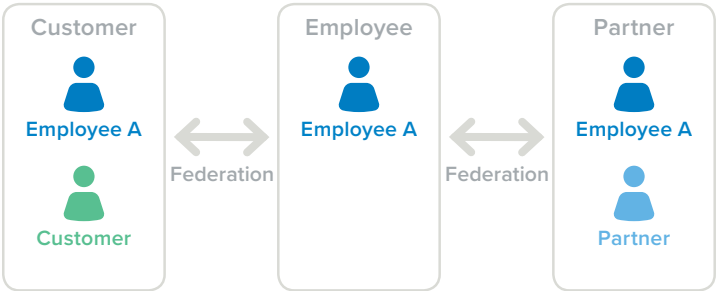 Customer
Employee A
Customer
Federation
Employee
Employee A
Federation
Partner
Employee A
Partner